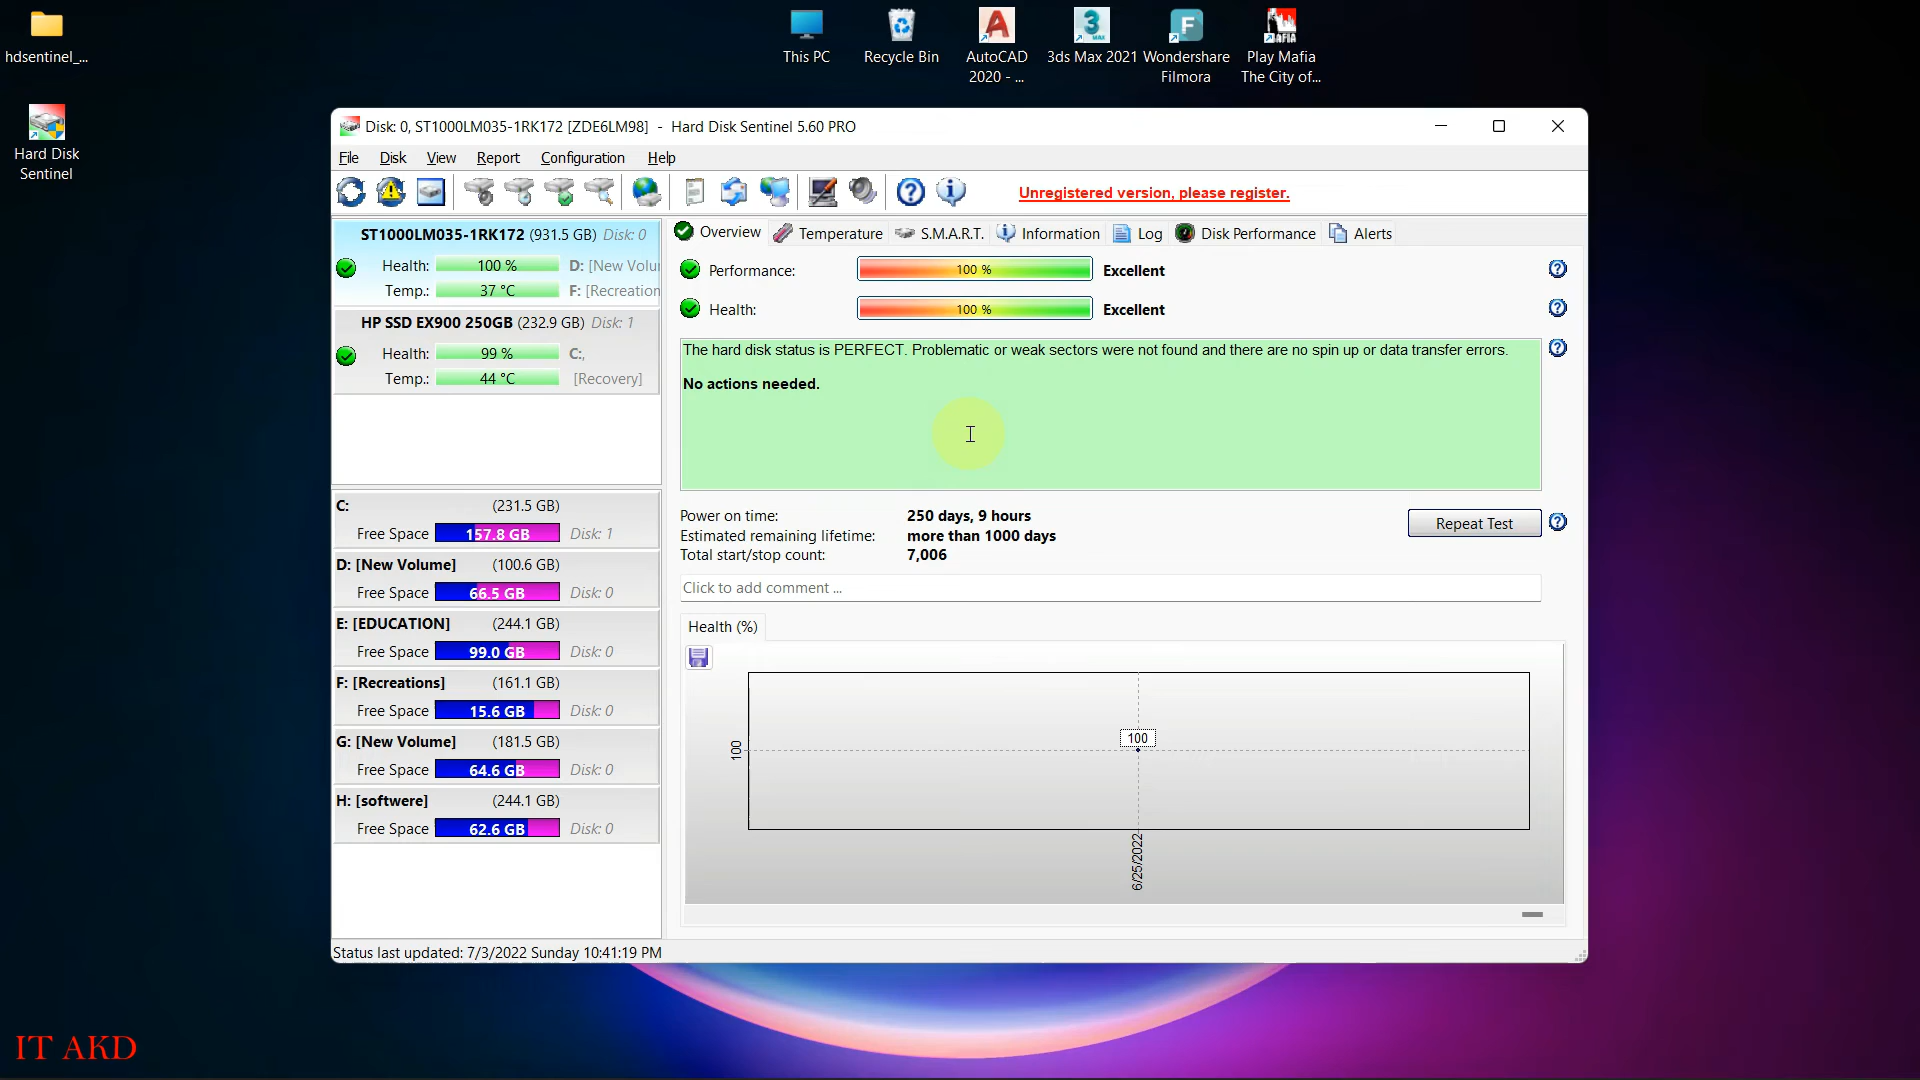 hdsentinel_...
This PC
Recycle Bin
AutoCAD
2020 - ...
3ds Max 2021
Wondershare
Filmora
Play Mafia
The City of...
Hard Disk
Sentinel
Disk: 0, ST1000LM035-1RK172 [ZDE6LM98] - Hard Disk Sentinel 5.60 PRO
File Disk View Report Configuration Help
Unregistered version, please register.
ST1000LM035-1RK172 (931.5 GB) Disk: 0
Health: 100 % D: [New Volu
Temp.: 37 °C F: [Recreation
HP SSD EX900 250GB (232.9 GB) Disk: 1
Health: 99 % C:,
Temp.: 44 °C [Recovery]
C: (231.5 GB)
Free Space 157.8 GB Disk: 1
D: [New Volume] (100.6 GB)
Free Space 66.5 GB Disk: 0
E: [EDUCATION] (244.1 GB)
Free Space 99.0 GB Disk: 0
F: [Recreations] (161.1 GB)
Free Space 15.6 GB Disk: 0
G: [New Volume] (181.5 GB)
Free Space 64.6 GB Disk: 0
H: [softwere] (244.1 GB)
Free Space 62.6 GB Disk: 0
Overview Temperature S.M.A.R.T. Information Log Disk Performance Alerts
Performance: 100 % Excellent
Health: 100 % Excellent
The hard disk status is PERFECT. Problematic or weak sectors were not found and there are no spin up or data transfer errors.
No actions needed.
Power on time: 250 days, 9 hours
Estimated remaining lifetime: more than 1000 days
Total start/stop count: 7,006
Repeat Test
Click to add comment ...
Health (%)
100
100
6/25/2022
Status last updated: 7/3/2022 Sunday 10:41:19 PM
IT AKD